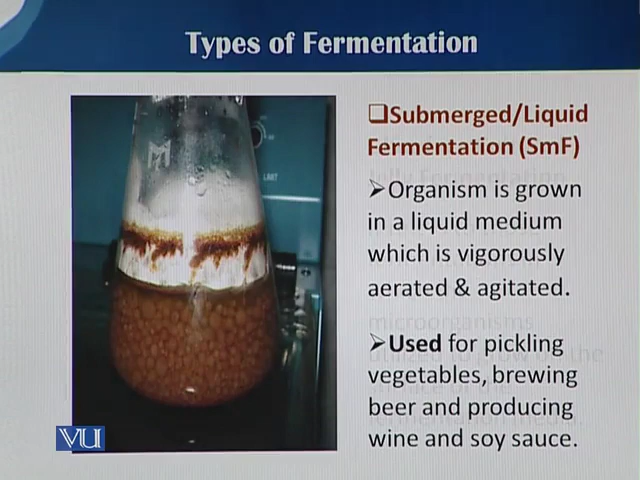 Types of Fermentation
❑Submerged/Liquid
Fermentation (SmF)
➤Organism is grown
in a liquid medium
which is vigorously
aerated & agitated.
➤Used for pickling
vegetables, brewing
beer and producing
wine and soy sauce.
VU